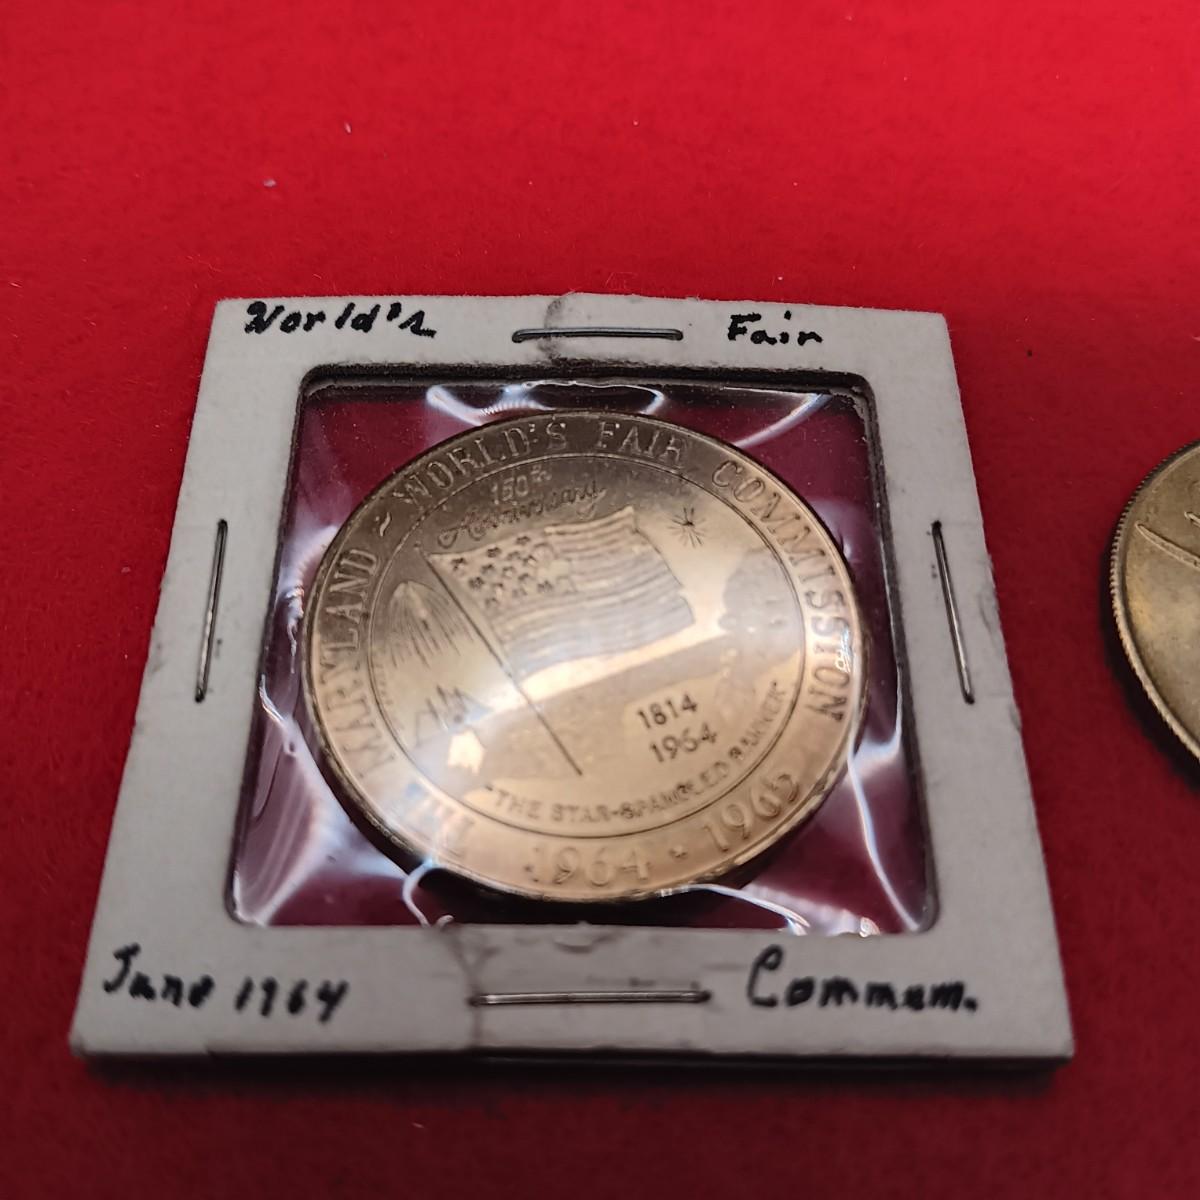 World's Fair
THE MARYLAND ~ WORLD'S FAIR COMMISSION
150th
Anniversary
1814
1964
"THE STAR-SPANGLED BANNER"
1964 - 1965
June 1964 Commem.